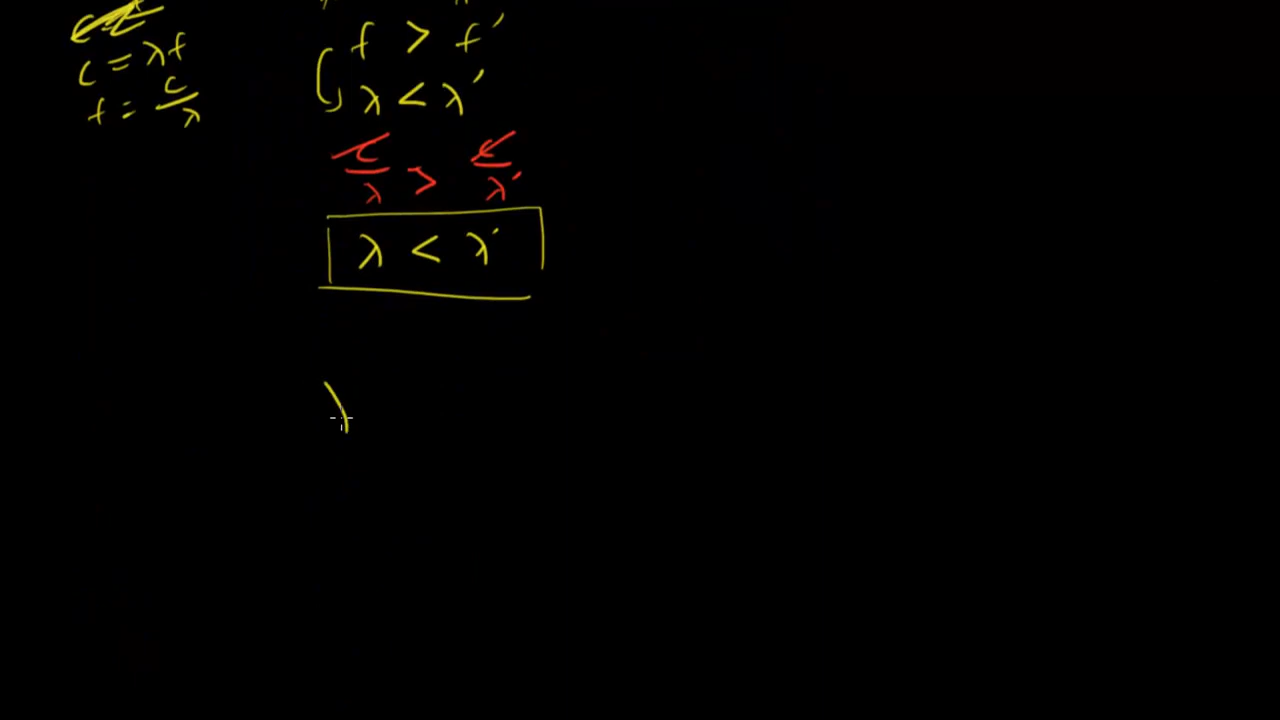 c = λf
f = c/λ
f > f'
λ < λ'
c/λ > c/λ'
λ < λ'